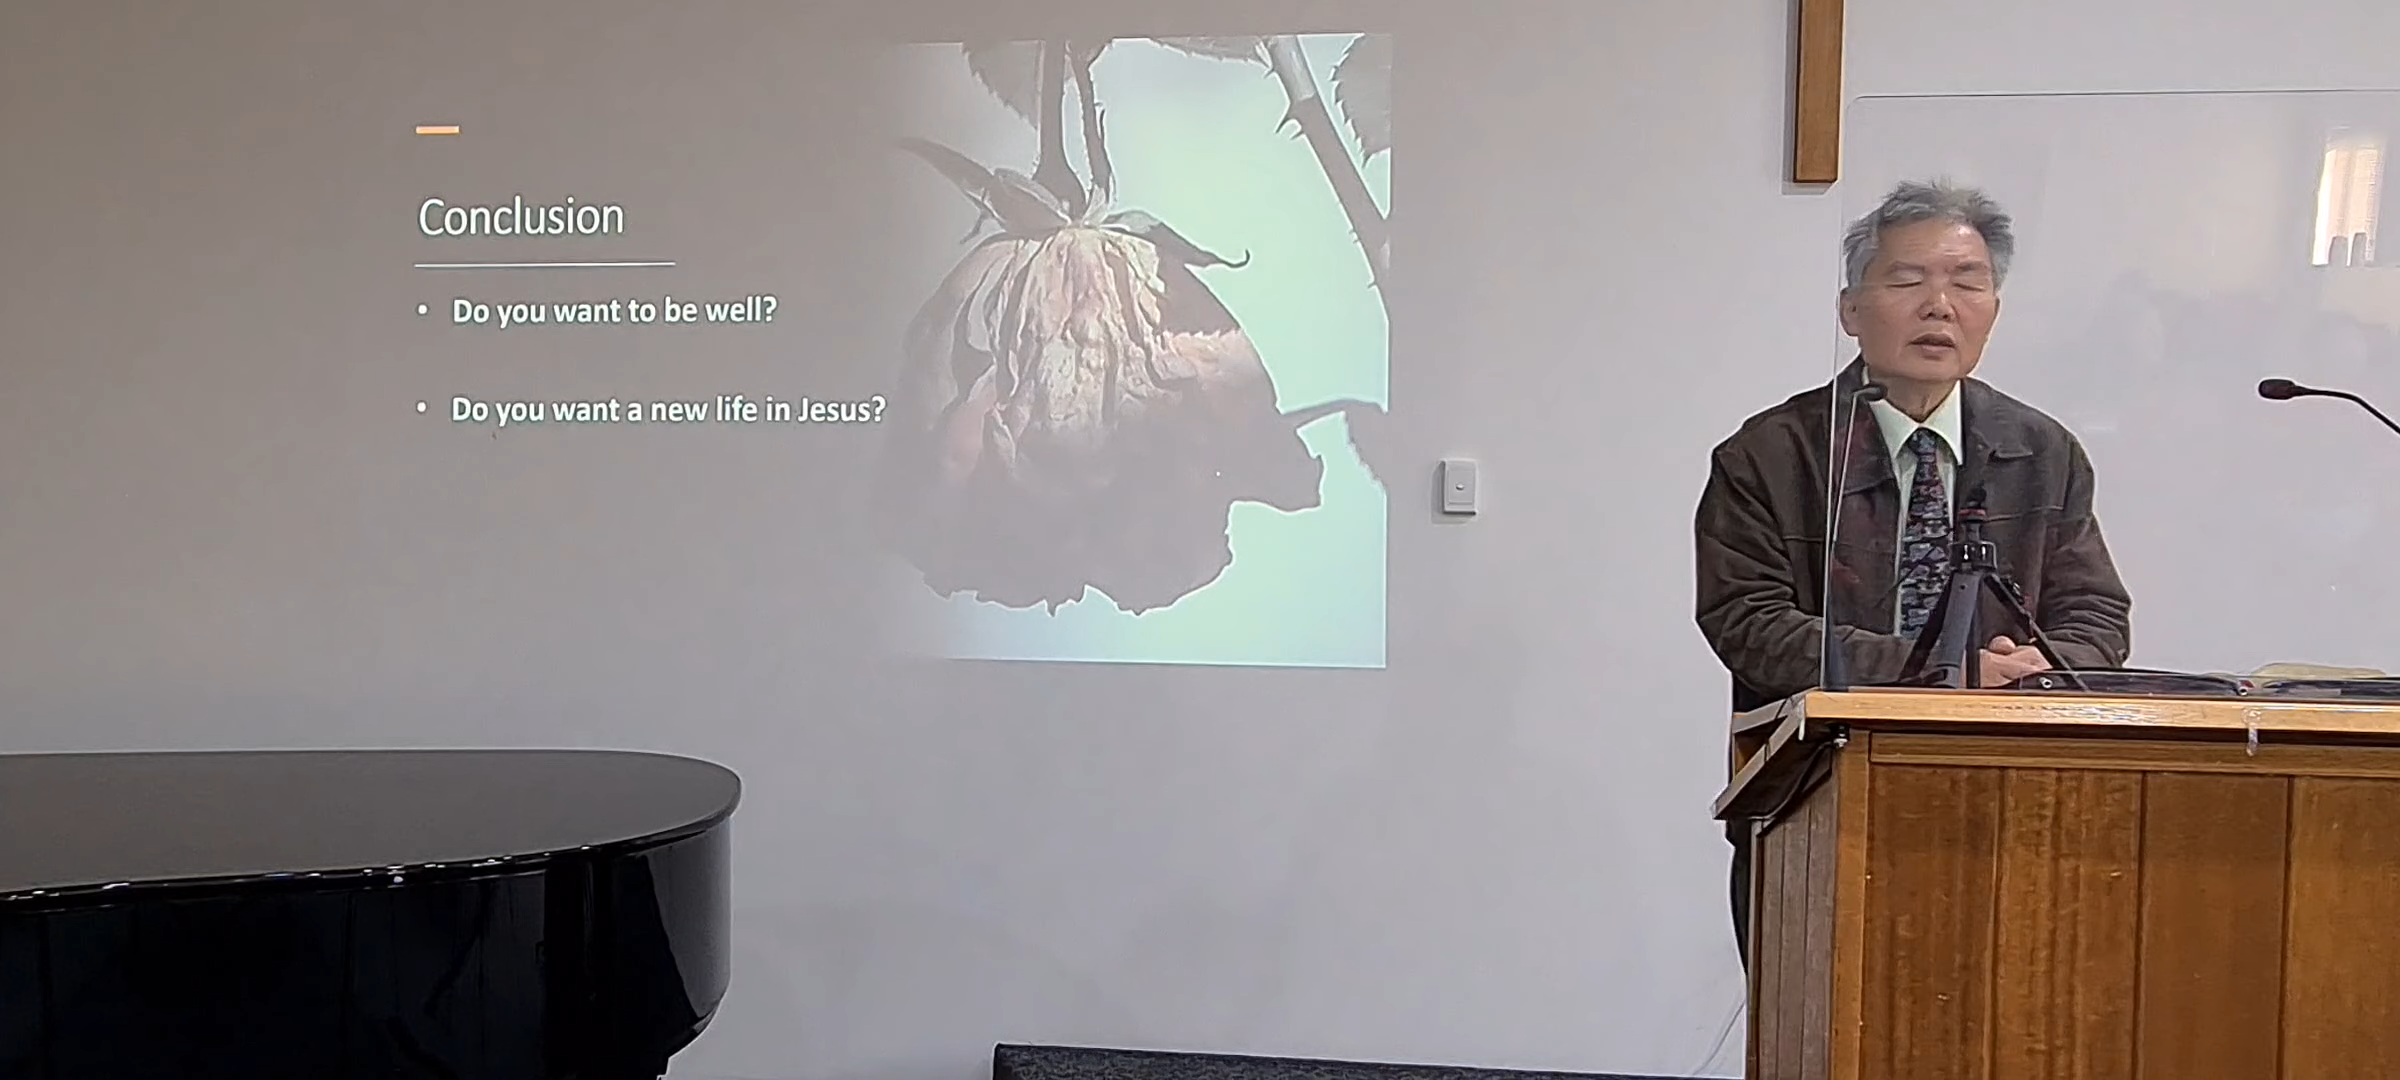 Conclusion
• Do you want to be well?
• Do you want a new life in Jesus?